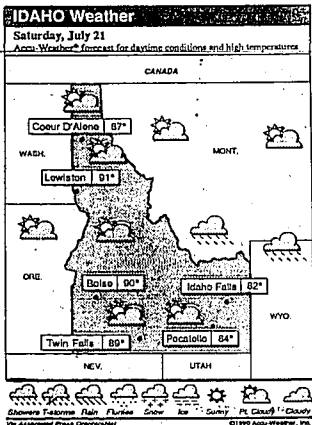 IDAHO Weather
Saturday, July 21
Accu-Weather® forecast for daytime conditions and high temperatures
CANADA
Coeur D'Alene 87°
WASH.
MONT.
Lewiston 91°
ORE.
Boise 90°
Idaho Falls 82°
WYO.
Twin Falls 89°
Pocatello 84°
NEV.
UTAH
Showers T-storms Rain Flurries Snow Ice Sunny Pt. Cloudy Cloudy
Via Associated Press GraphicsNet
©1990 Accu-Weather, Inc.